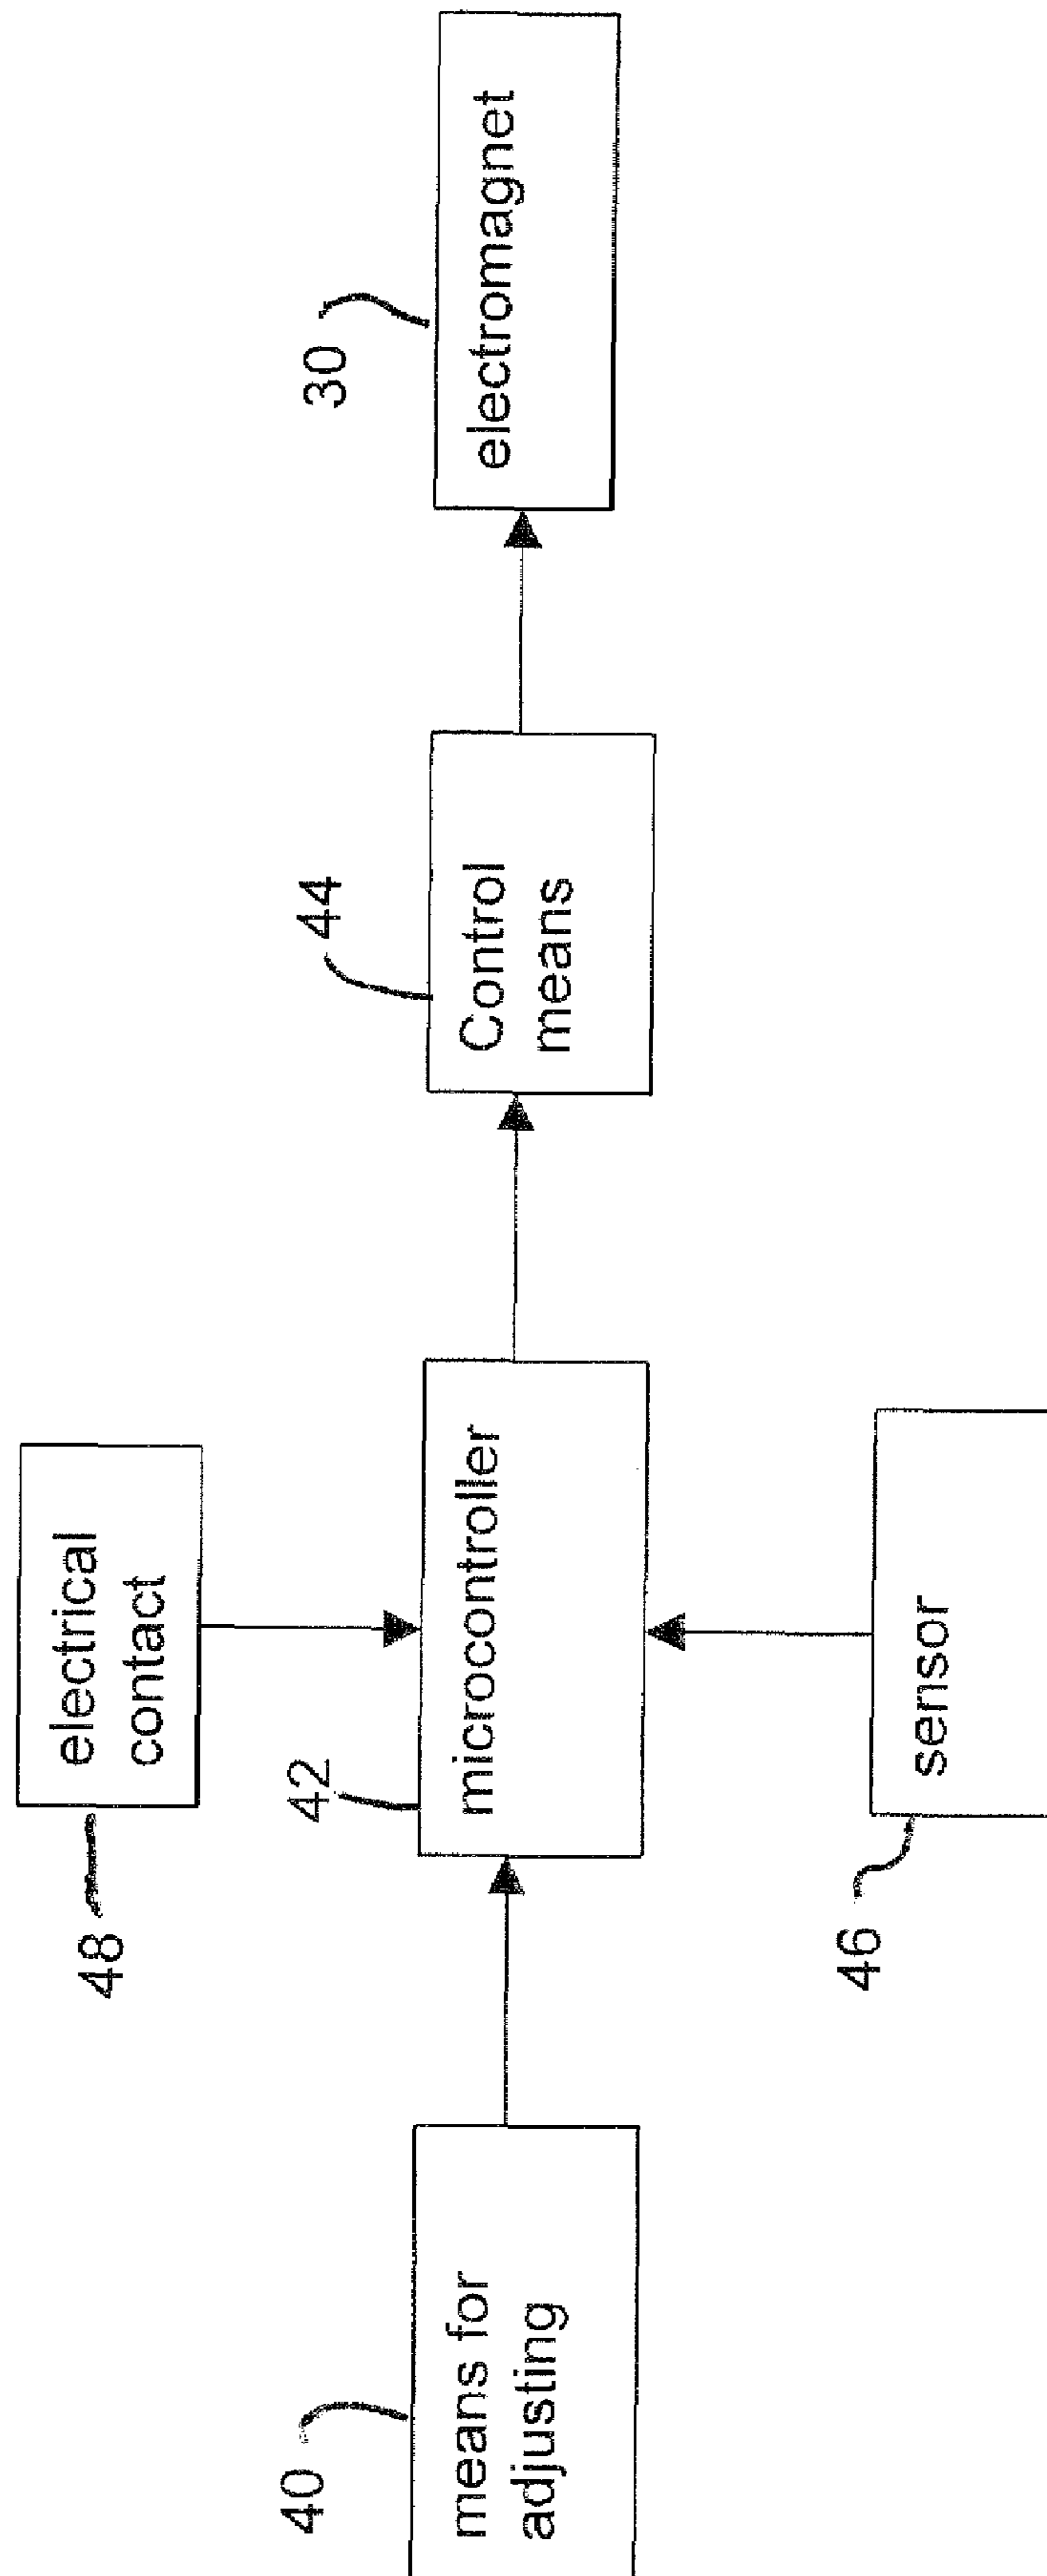 48
electrical
contact
40
means for
adjusting
42
microcontroller
44
Control
means
30
electromagnet
46
sensor